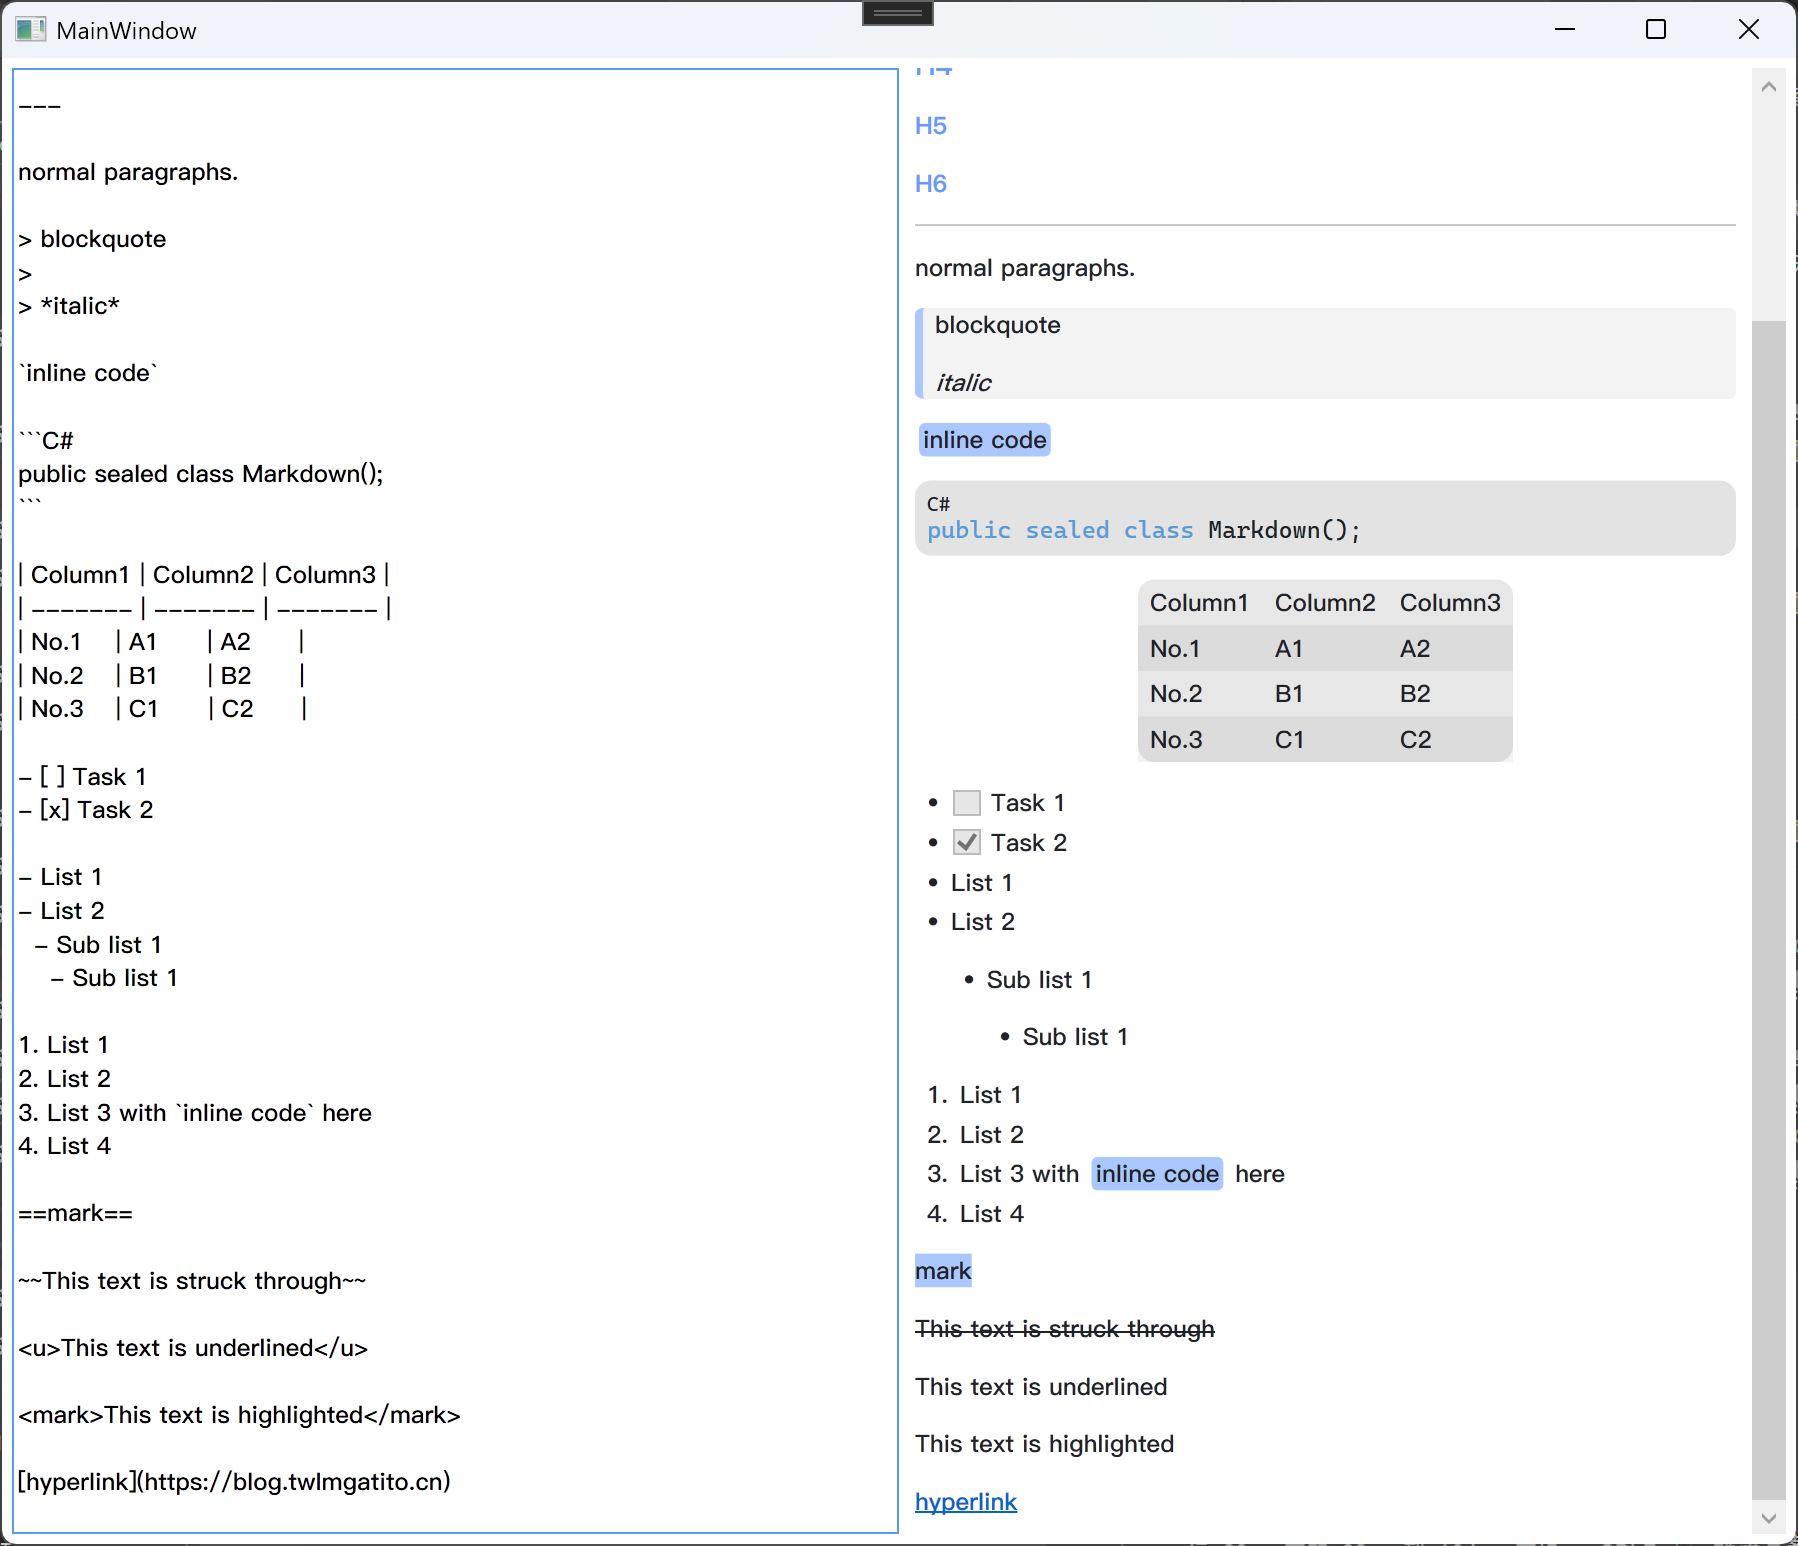 MainWindow
---
normal paragraphs.
> blockquote
>
> *italic*
`inline code`
```C#
public sealed class Markdown();
```
| Column1 | Column2 | Column3 |
| ------- | ------- | ------- |
| No.1 | A1 | A2 |
| No.2 | B1 | B2 |
| No.3 | C1 | C2 |
- [ ] Task 1
- [x] Task 2
- List 1
- List 2
- Sub list 1
- Sub list 1
1. List 1
2. List 2
3. List 3 with `inline code` here
4. List 4
==mark==
~~This text is struck through~~
<u>This text is underlined</u>
<mark>This text is highlighted</mark>
[hyperlink](https://blog.twlmgatito.cn)
H4
H5
H6
normal paragraphs.
blockquote
italic
inline code
C#
public sealed class Markdown();
Column1 Column2 Column3
No.1 A1 A2
No.2 B1 B2
No.3 C1 C2
• Task 1
• Task 2
• List 1
• List 2
• Sub list 1
• Sub list 1
1. List 1
2. List 2
3. List 3 with inline code here
4. List 4
mark
This text is struck through
This text is underlined
This text is highlighted
hyperlink